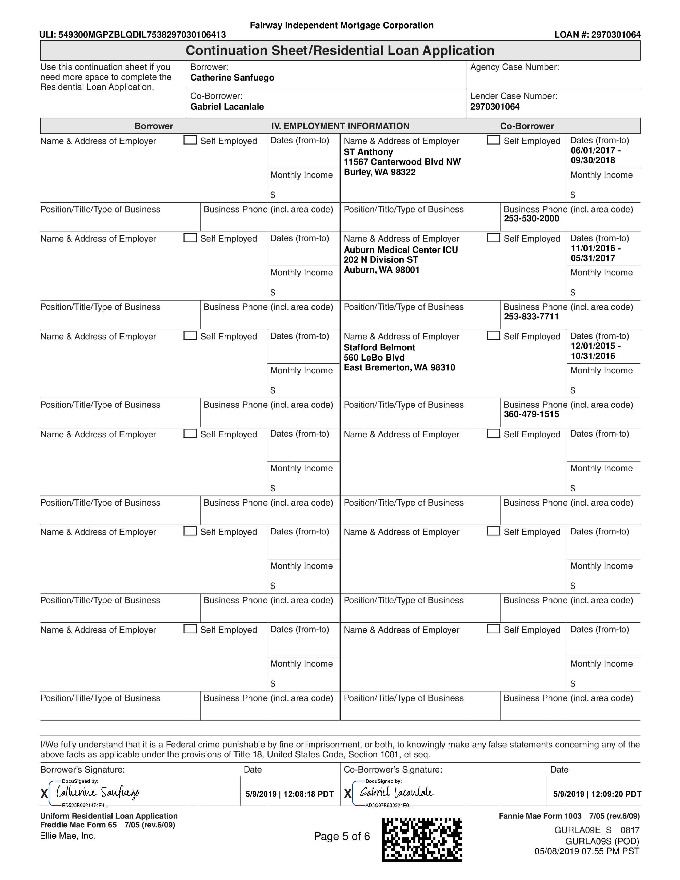 Fairway Independent Mortgage Corporation
ULI: 549300MGPZBLQDIL7538297030106413 LOAN #: 2970301064
Continuation Sheet/Residential Loan Application
Use this continuation sheet if you need more space to complete the Residential Loan Application.
Borrower: Catherine Sanfuego
Agency Case Number:
Co-Borrower: Gabriel Lacanlale
Lender Case Number: 2970301064
Borrower IV. EMPLOYMENT INFORMATION Co-Borrower
Name & Address of Employer Self Employed Dates (from-to)
Monthly Income
$
Name & Address of Employer Self Employed Dates (from-to)
ST Anthony 06/01/2017 -
11567 Canterwood Blvd NW 09/30/2018
Burley, WA 98322 Monthly Income
$
Position/Title/Type of Business Business Phone (incl. area code)
Position/Title/Type of Business Business Phone (incl. area code)
253-530-2000
Name & Address of Employer Self Employed Dates (from-to)
Monthly Income
$
Name & Address of Employer Self Employed Dates (from-to)
Auburn Medical Center ICU 11/01/2016 -
202 N Division ST 05/31/2017
Auburn, WA 98001 Monthly Income
$
Position/Title/Type of Business Business Phone (incl. area code)
Position/Title/Type of Business Business Phone (incl. area code)
253-833-7711
Name & Address of Employer Self Employed Dates (from-to)
Monthly Income
$
Name & Address of Employer Self Employed Dates (from-to)
Stafford Belmont 12/01/2015 -
560 LeBo Blvd 10/31/2016
East Bremerton, WA 98310 Monthly Income
$
Position/Title/Type of Business Business Phone (incl. area code)
Position/Title/Type of Business Business Phone (incl. area code)
360-479-1515
Name & Address of Employer Self Employed Dates (from-to) Name & Address of Employer Self Employed Dates (from-to)
Monthly Income Monthly Income
$ $
Position/Title/Type of Business Business Phone (incl. area code) Position/Title/Type of Business Business Phone (incl. area code)
Name & Address of Employer Self Employed Dates (from-to) Name & Address of Employer Self Employed Dates (from-to)
Monthly Income Monthly Income
$ $
Position/Title/Type of Business Business Phone (incl. area code) Position/Title/Type of Business Business Phone (incl. area code)
Name & Address of Employer Self Employed Dates (from-to) Name & Address of Employer Self Employed Dates (from-to)
Monthly Income Monthly Income
$ $
Position/Title/Type of Business Business Phone (incl. area code) Position/Title/Type of Business Business Phone (incl. area code)
I/We fully understand that it is a Federal crime punishable by fine or imprisonment, or both, to knowingly make any false statements concerning any of the
above facts as applicable under the provisions of Title 18, United States Code, Section 1001, et seq.
Borrower's Signature: Date Co-Borrower's Signature: Date
DocuSigned by: DocuSigned by:
X Catherine Sanfuego 5/9/2019 | 12:08:18 PDT X Gabriel Lacanlale 5/9/2019 | 12:09:20 PDT
Uniform Residential Loan Application Fannie Mae Form 1003 7/05 (rev.6/09)
Freddie Mac Form 65 7/05 (rev.6/09)
Ellie Mae, Inc. Page 5 of 6 GURLA09E_S 0817
GURLA09S (POD)
05/08/2019 07:55 PM PST